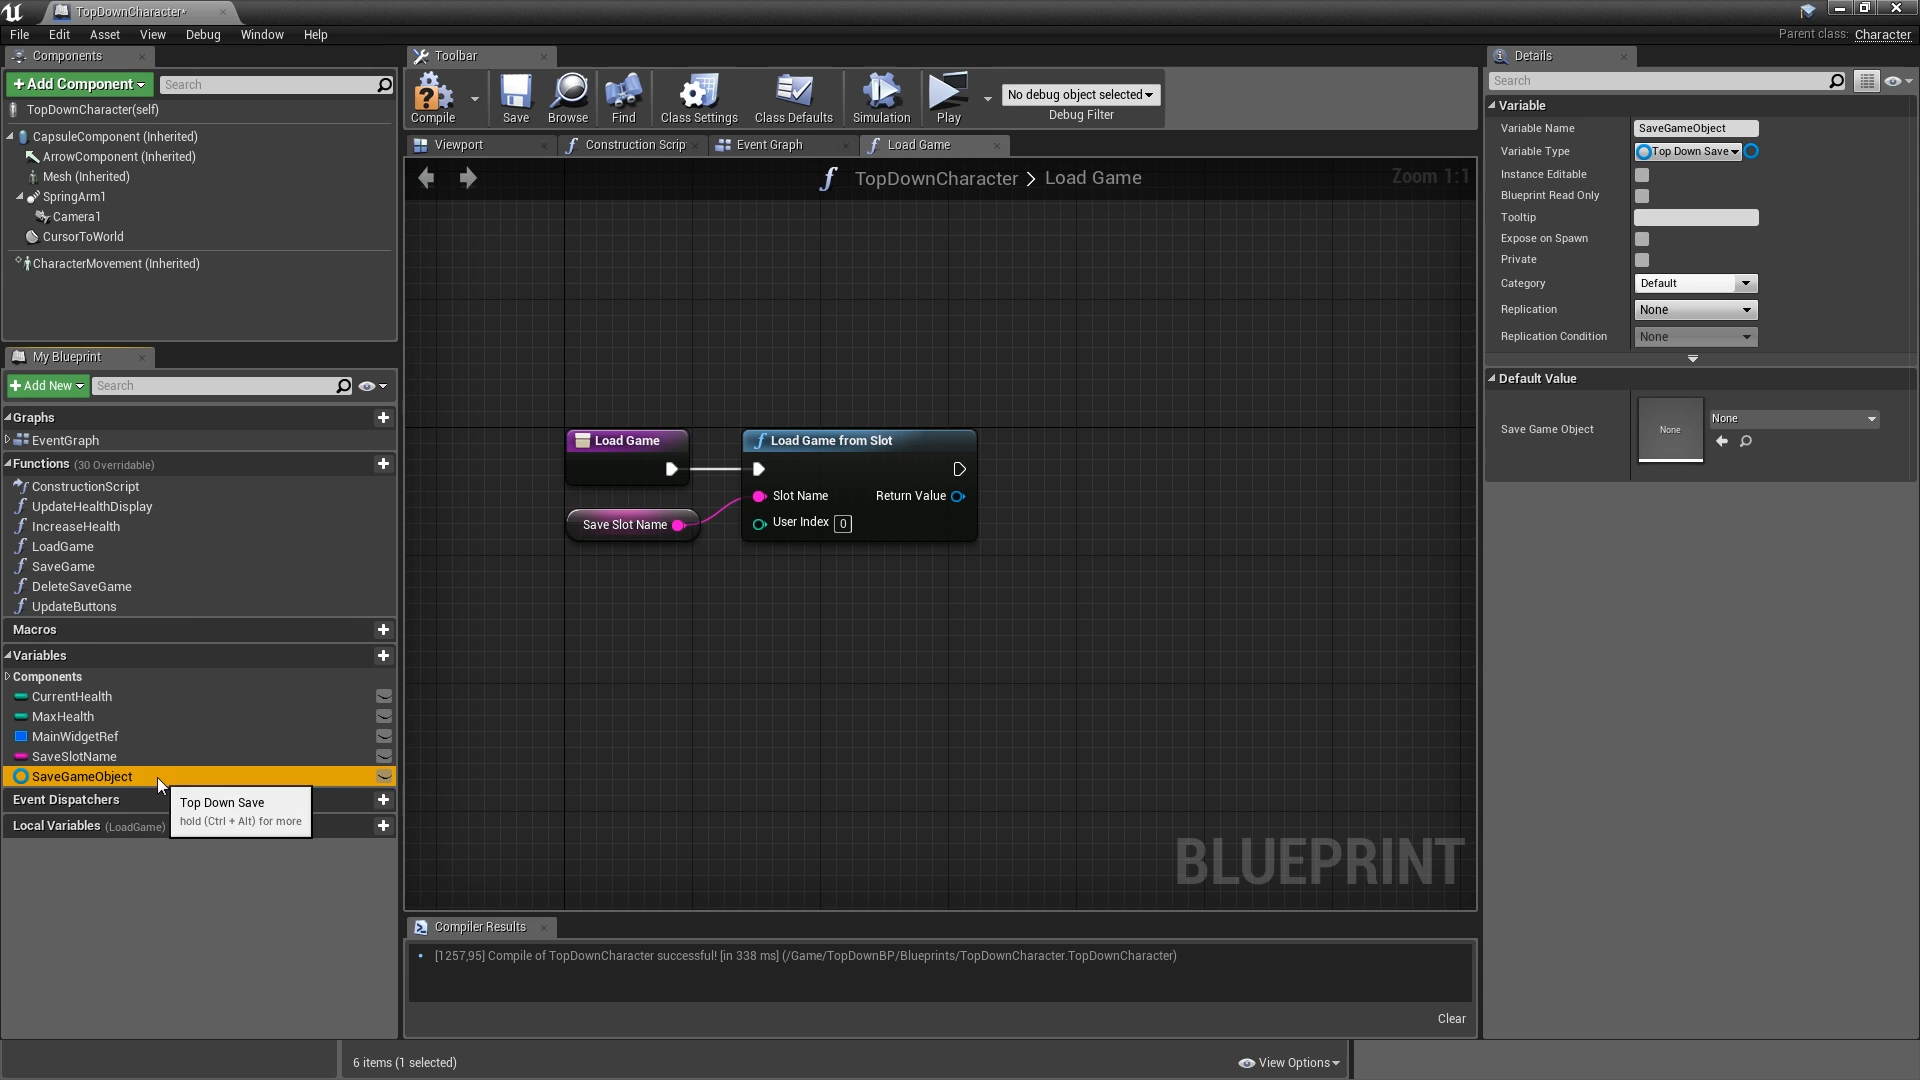 TopDownCharacter*
File Edit Asset View Debug Window Help
Parent class: Character
Components
+ Add Component
Search
TopDownCharacter(self)
CapsuleComponent (Inherited)
ArrowComponent (Inherited)
Mesh (Inherited)
SpringArm1
Camera1
CursorToWorld
CharacterMovement (Inherited)
My Blueprint
+ Add New
Search
Graphs
EventGraph
Functions (30 Overridable)
ConstructionScript
UpdateHealthDisplay
IncreaseHealth
LoadGame
SaveGame
DeleteSaveGame
UpdateButtons
Macros
Variables
Components
CurrentHealth
MaxHealth
MainWidgetRef
SaveSlotName
SaveGameObject
Event Dispatchers
Local Variables (LoadGame)
Top Down Save
hold (Ctrl + Alt) for more
Toolbar
Compile
Save
Browse
Find
Class Settings
Class Defaults
Simulation
Play
No debug object selected
Debug Filter
Viewport
Construction Scrip
Event Graph
Load Game
TopDownCharacter > Load Game
Zoom 1:1
Load Game
Save Slot Name
Load Game from Slot
Slot Name
Return Value
User Index 0
BLUEPRINT
Compiler Results
• [1257,95] Compile of TopDownCharacter successful! [in 338 ms] (/Game/TopDownBP/Blueprints/TopDownCharacter.TopDownCharacter)
Clear
6 items (1 selected)
View Options
Details
Search
Variable
Variable Name SaveGameObject
Variable Type Top Down Save
Instance Editable
Blueprint Read Only
Tooltip
Expose on Spawn
Private
Category Default
Replication None
Replication Condition None
Default Value
Save Game Object
None
None